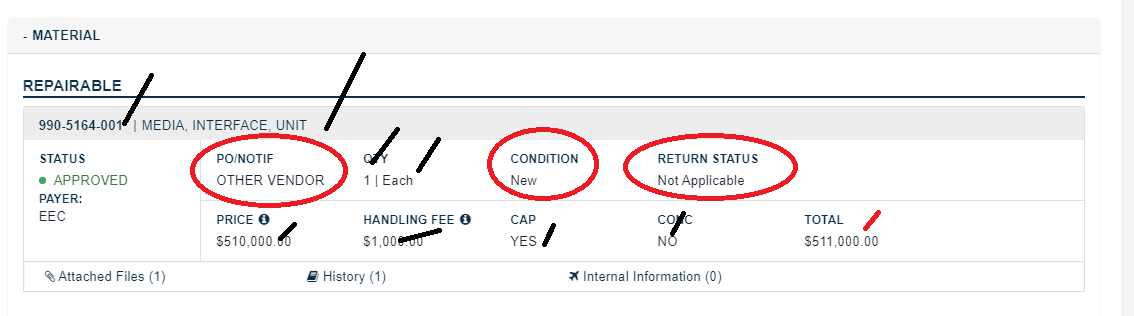 - MATERIAL
REPAIRABLE
990-5164-001 | MEDIA, INTERFACE, UNIT
STATUS
APPROVED
PAYER:
EEC
PO/NOTIF QTY CONDITION RETURN STATUS
OTHER VENDOR 1 | Each New Not Applicable
PRICE HANDLING FEE CAP CONC TOTAL
$510,000.00 $1,000.00 YES NO $511,000.00
Attached Files (1) History (1) Internal Information (0)